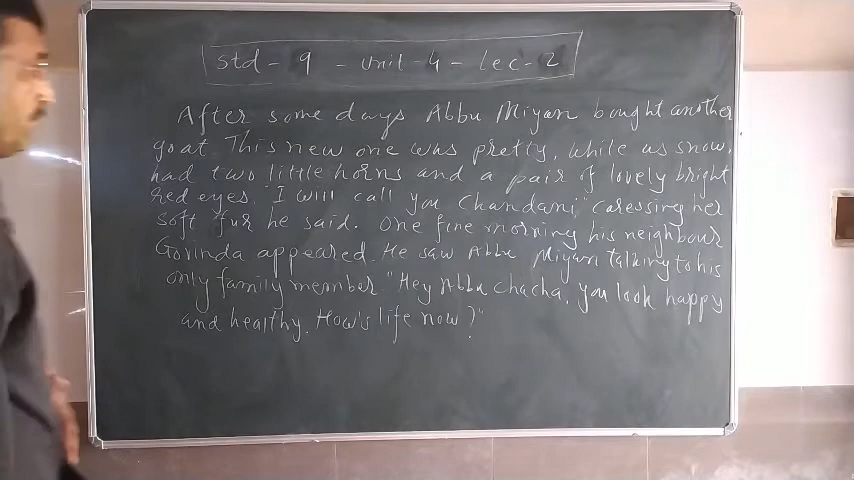 std - 9 - unit - 4 - lec - 2
After some days Abbu Miyan bought another
goat. This new one was pretty, while as snow,
had two little horns and a pair of lovely bright
red eyes. "I will call you Chandani," caressing her
soft fur he said. One fine morning his neighbour
Govinda appeared. He saw Abbu Miyan talking to his
only family member. "Hey Abbu chacha, you look happy
and healthy. How's life now?"